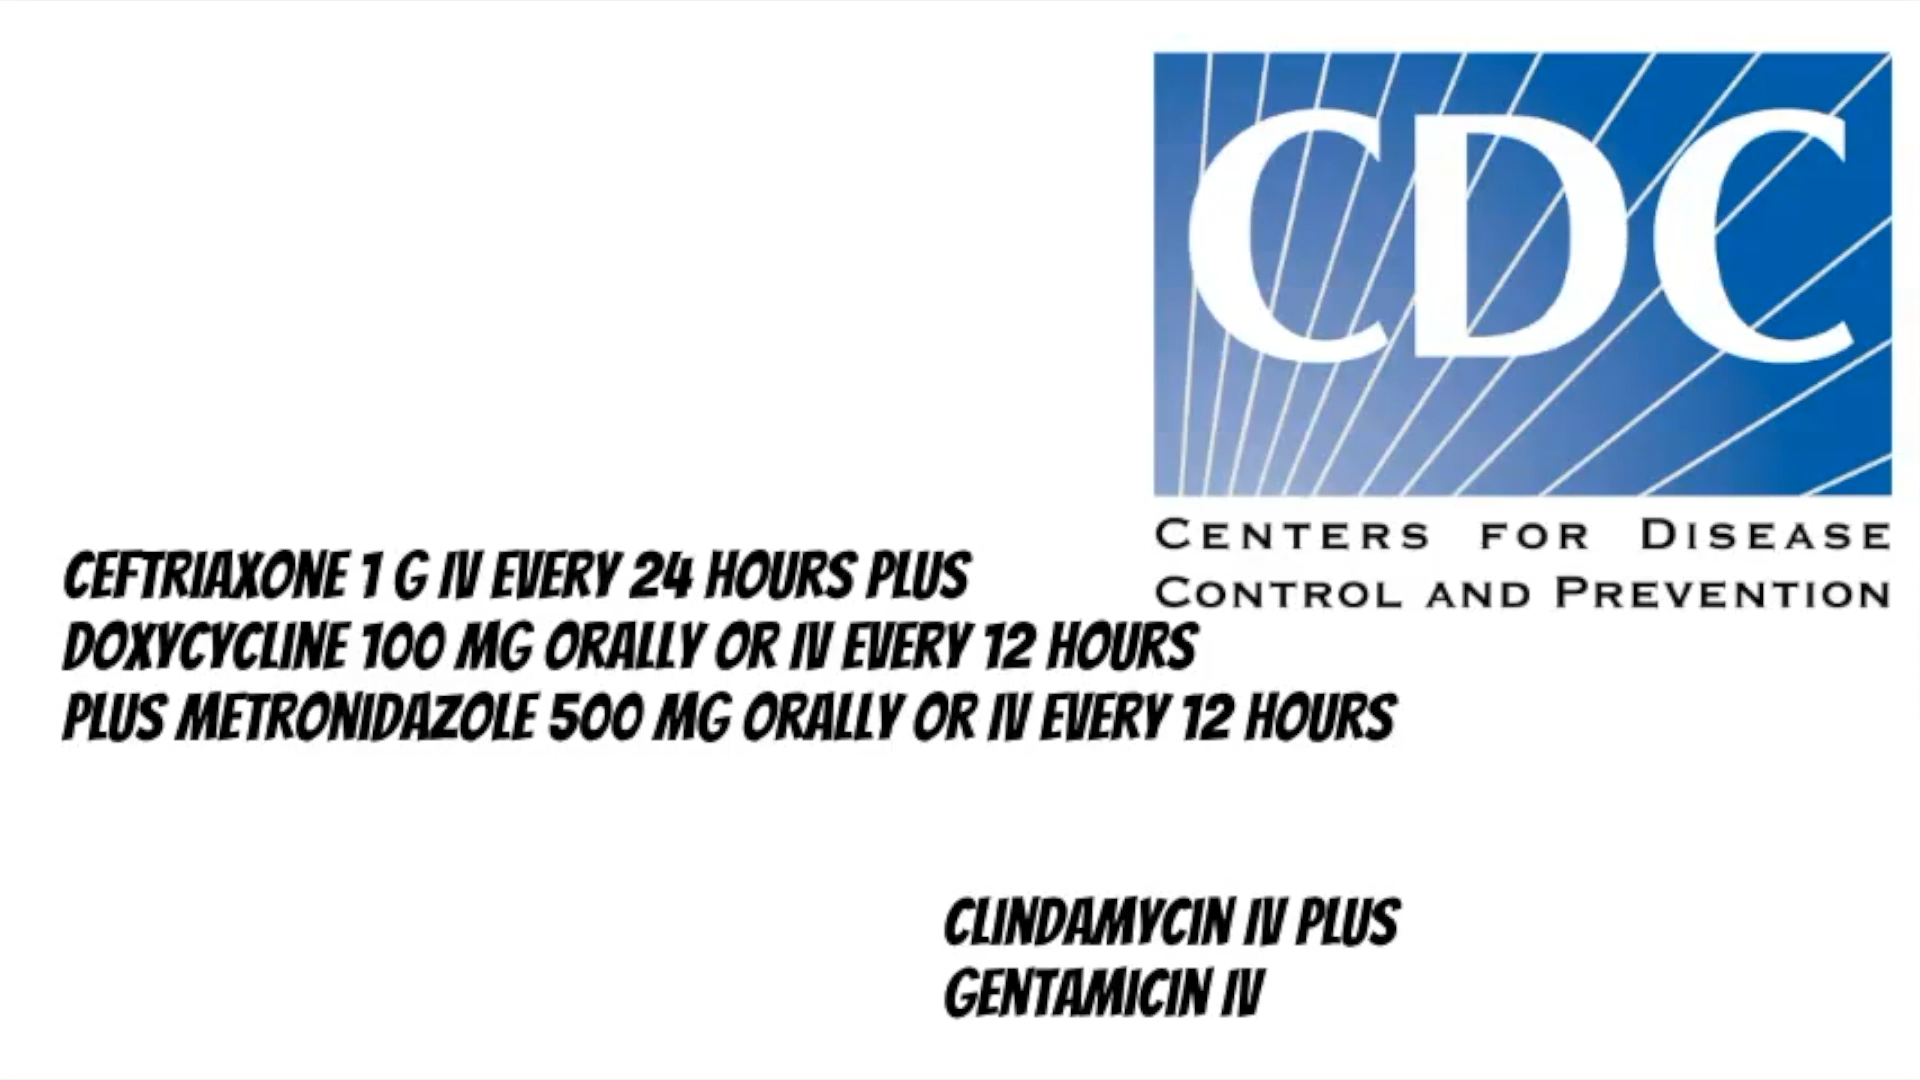 CDC
CENTERS FOR DISEASE
CONTROL AND PREVENTION
CEFTRIAXONE 1 G IV EVERY 24 HOURS PLUS
DOXYCYCLINE 100 MG ORALLY OR IV EVERY 12 HOURS
PLUS METRONIDAZOLE 500 MG ORALLY OR IV EVERY 12 HOURS
CLINDAMYCIN IV PLUS
GENTAMICIN IV